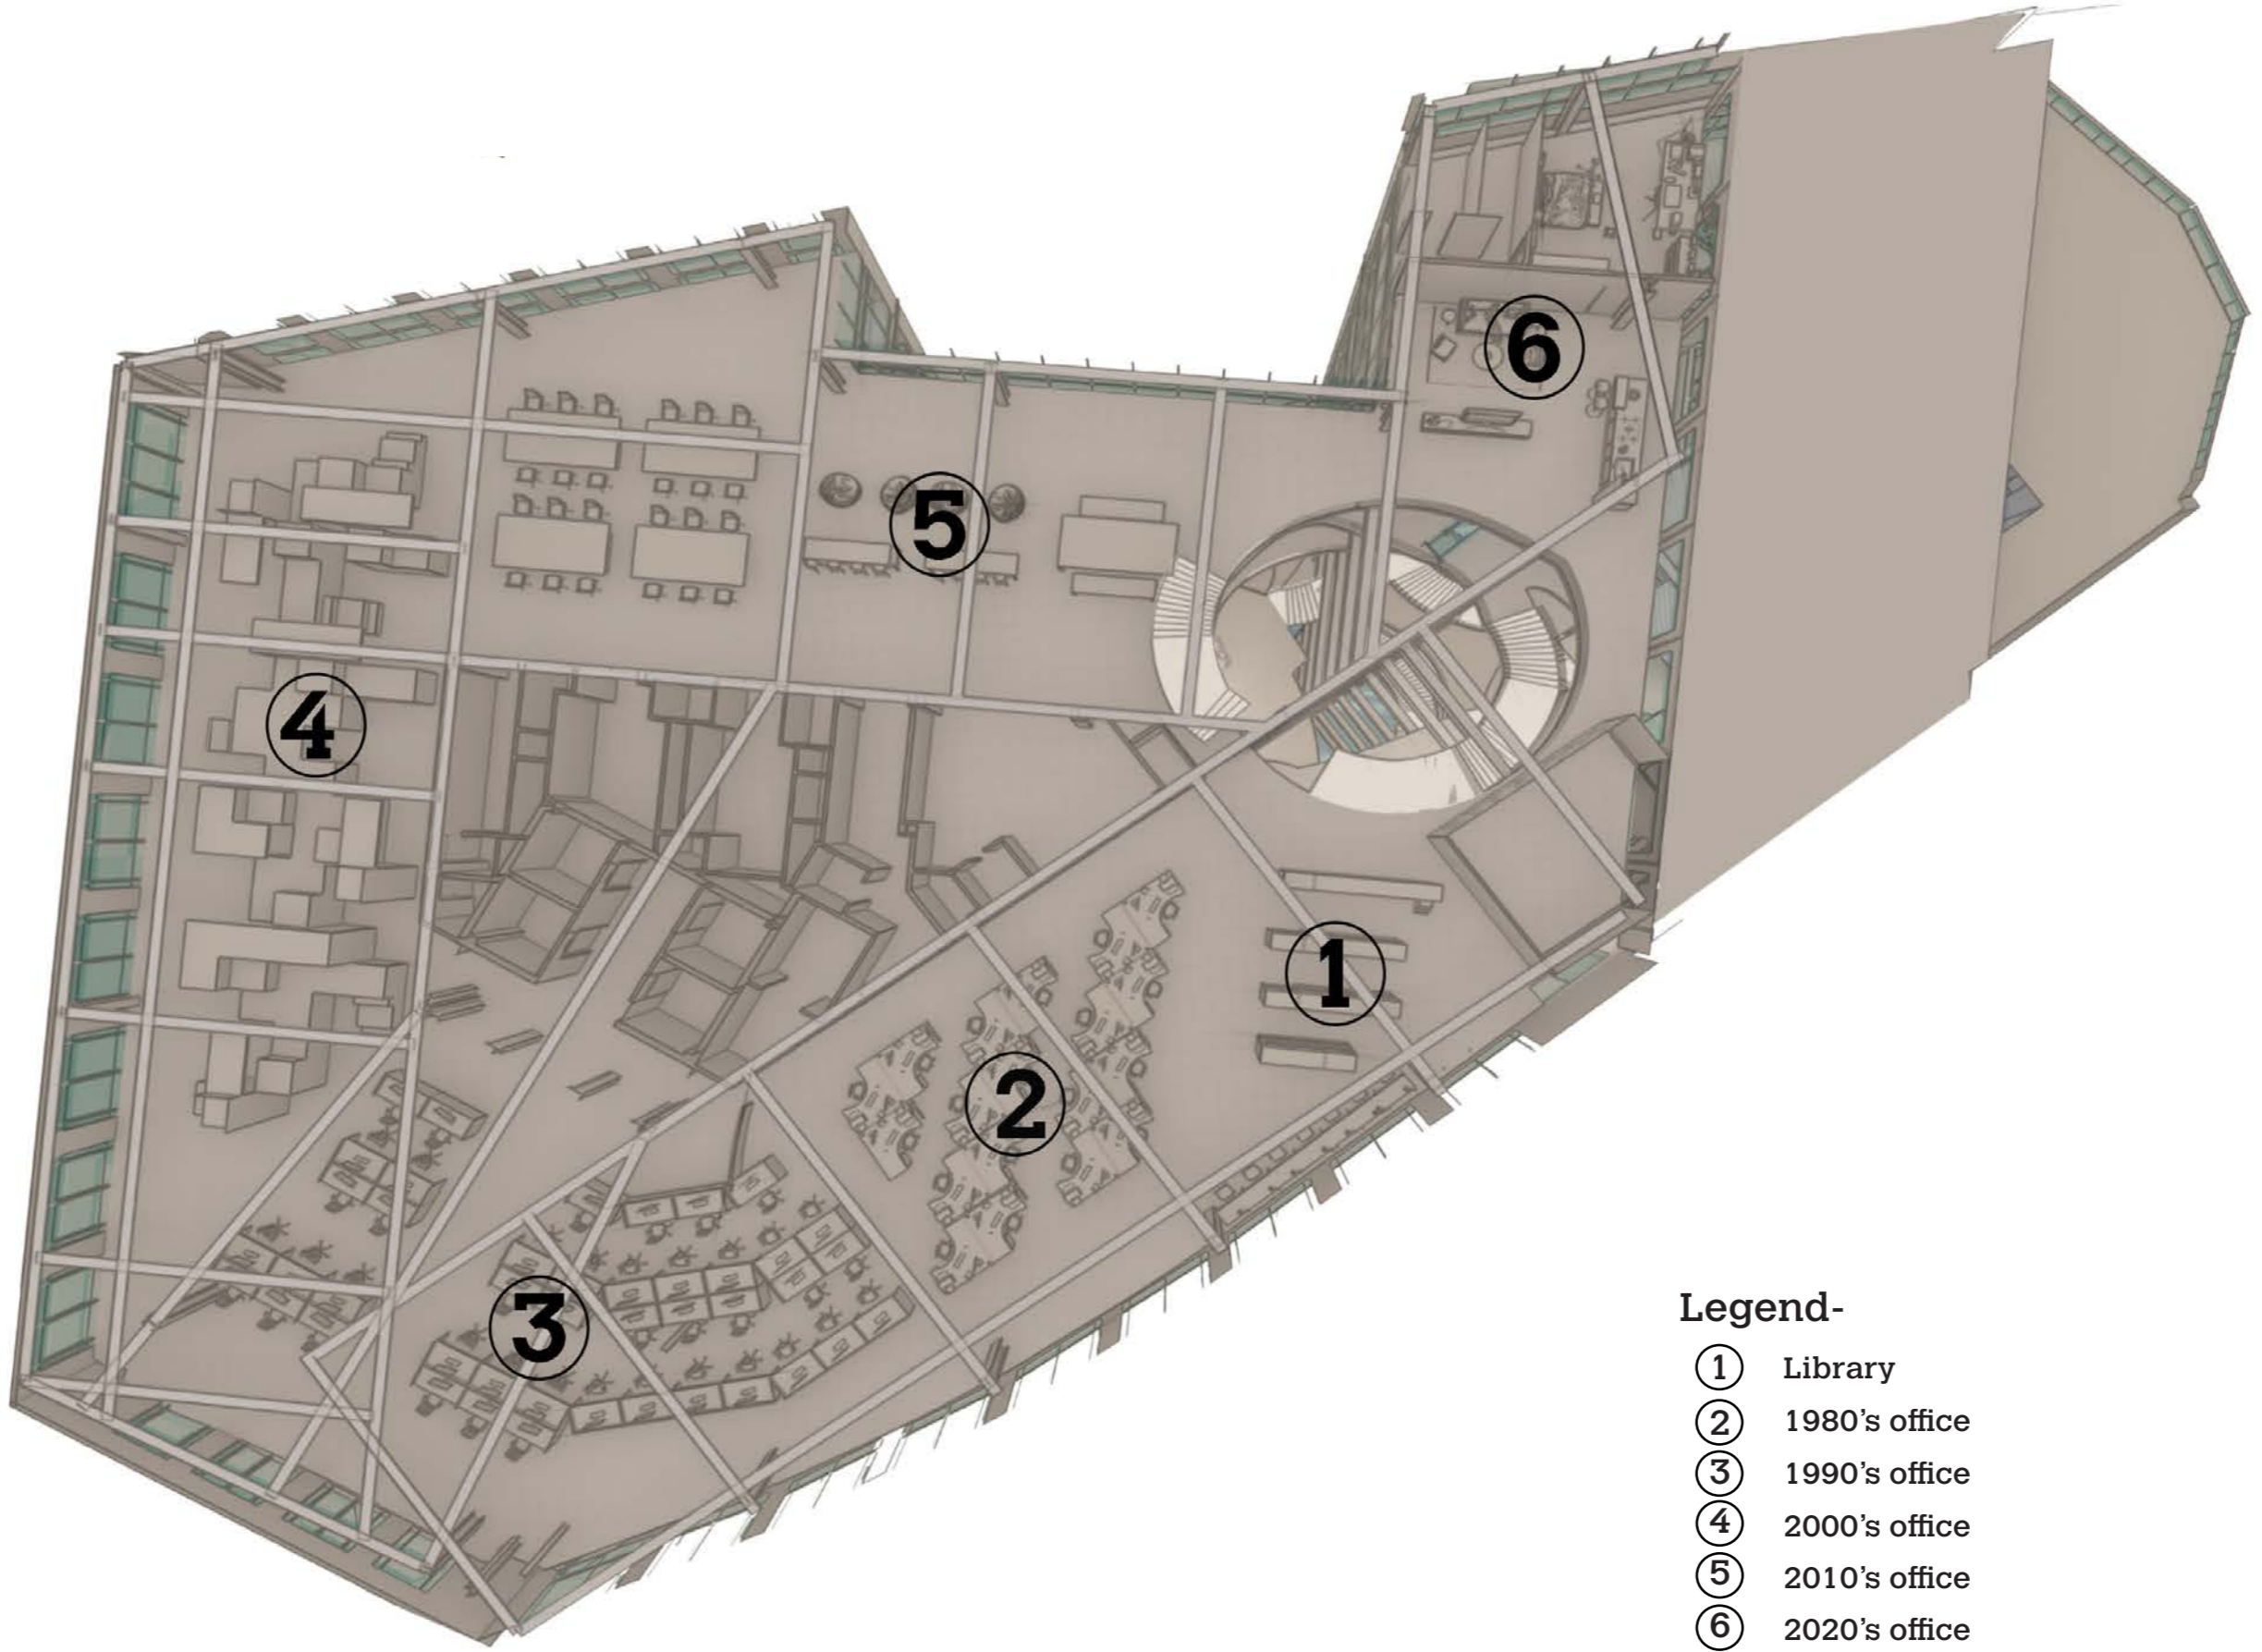 6
5
4
1
2
3
Legend-
1 Library
2 1980’s office
3 1990’s office
4 2000’s office
5 2010’s office
6 2020’s office